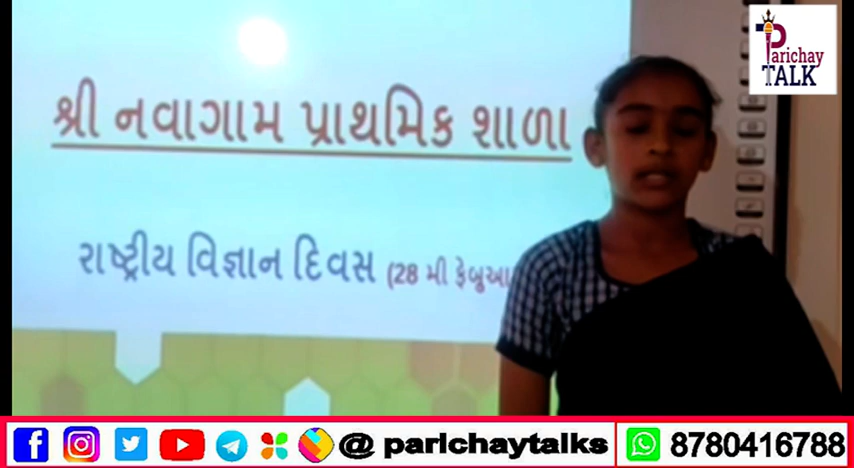 Parichay
TALK
શ્રી નવાગામ પ્રાથમિક શાળા
રાષ્ટ્રીય વિજ્ઞાન દિવસ (28 મી ફેબ્રુઆ
@ parichaytalks
8780416788